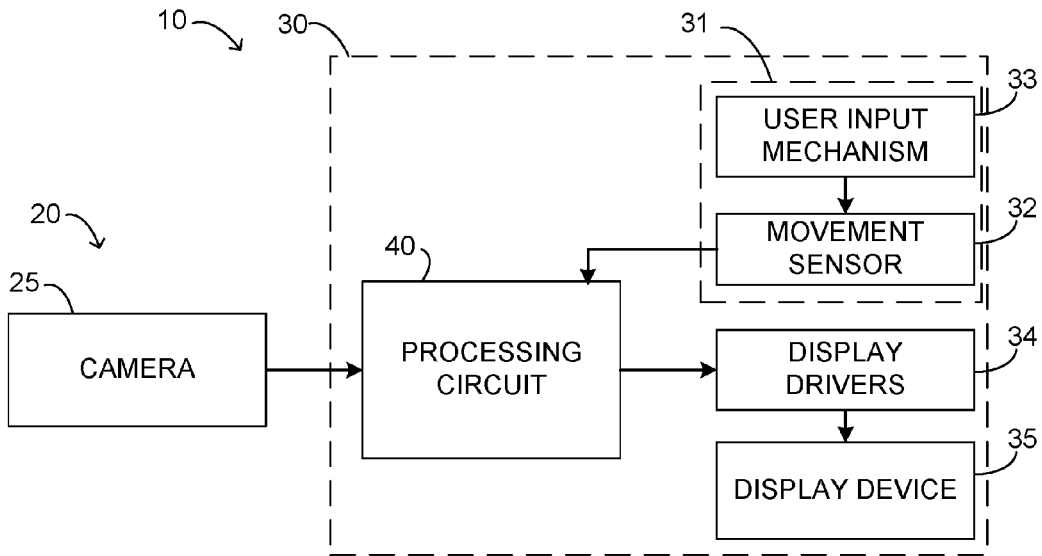 10
30
31
33
USER INPUT
MECHANISM
20
32
MOVEMENT
SENSOR
40
25
CAMERA
PROCESSING
CIRCUIT
34
DISPLAY
DRIVERS
35
DISPLAY DEVICE